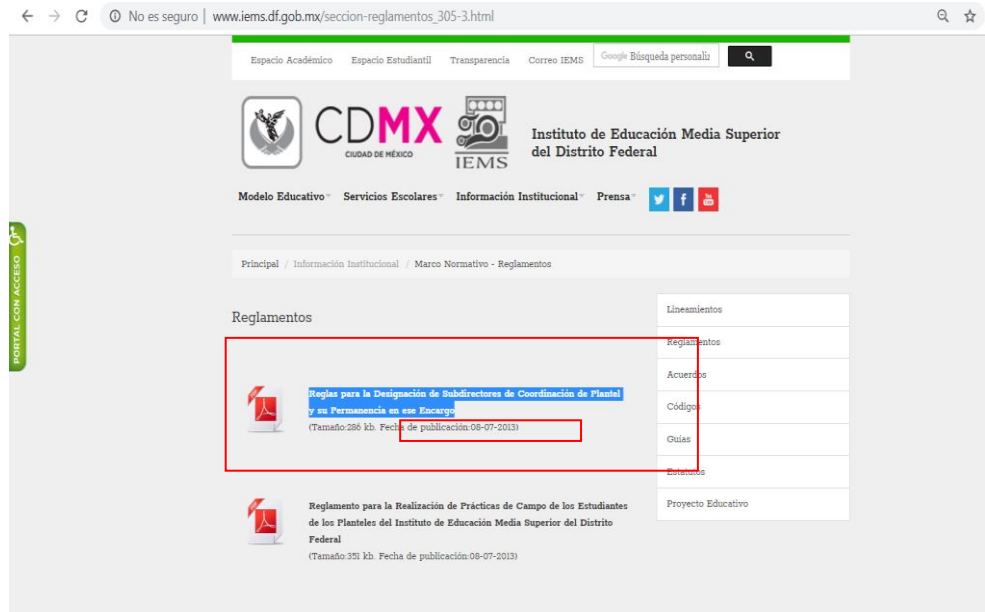 No es seguro | www.iems.df.gob.mx/seccion-reglamentos_305-3.html
Espacio Académico Espacio Estudiantil Transparencia Correo IEMS Google Búsqueda personaliz
CDMX
CIUDAD DE MÉXICO
IEMS
Instituto de Educación Media Superior
del Distrito Federal
Modelo Educativo Servicios Escolares Información Institucional Prensa
PORTAL CON ACCESO
Principal / Información Institucional / Marco Normativo - Reglamentos
Reglamentos
Reglas para la Designación de Subdirectores de Coordinación de Plantel
y su Permanencia en ese Encargo
(Tamaño:286 kb. Fecha de publicación:08-07-2013)
Reglamento para la Realización de Prácticas de Campo de los Estudiantes
de los Planteles del Instituto de Educación Media Superior del Distrito
Federal
(Tamaño:351 kb. Fecha de publicación:08-07-2013)
Lineamientos
Reglamentos
Acuerdos
Códigos
Guías
Estatutos
Proyecto Educativo